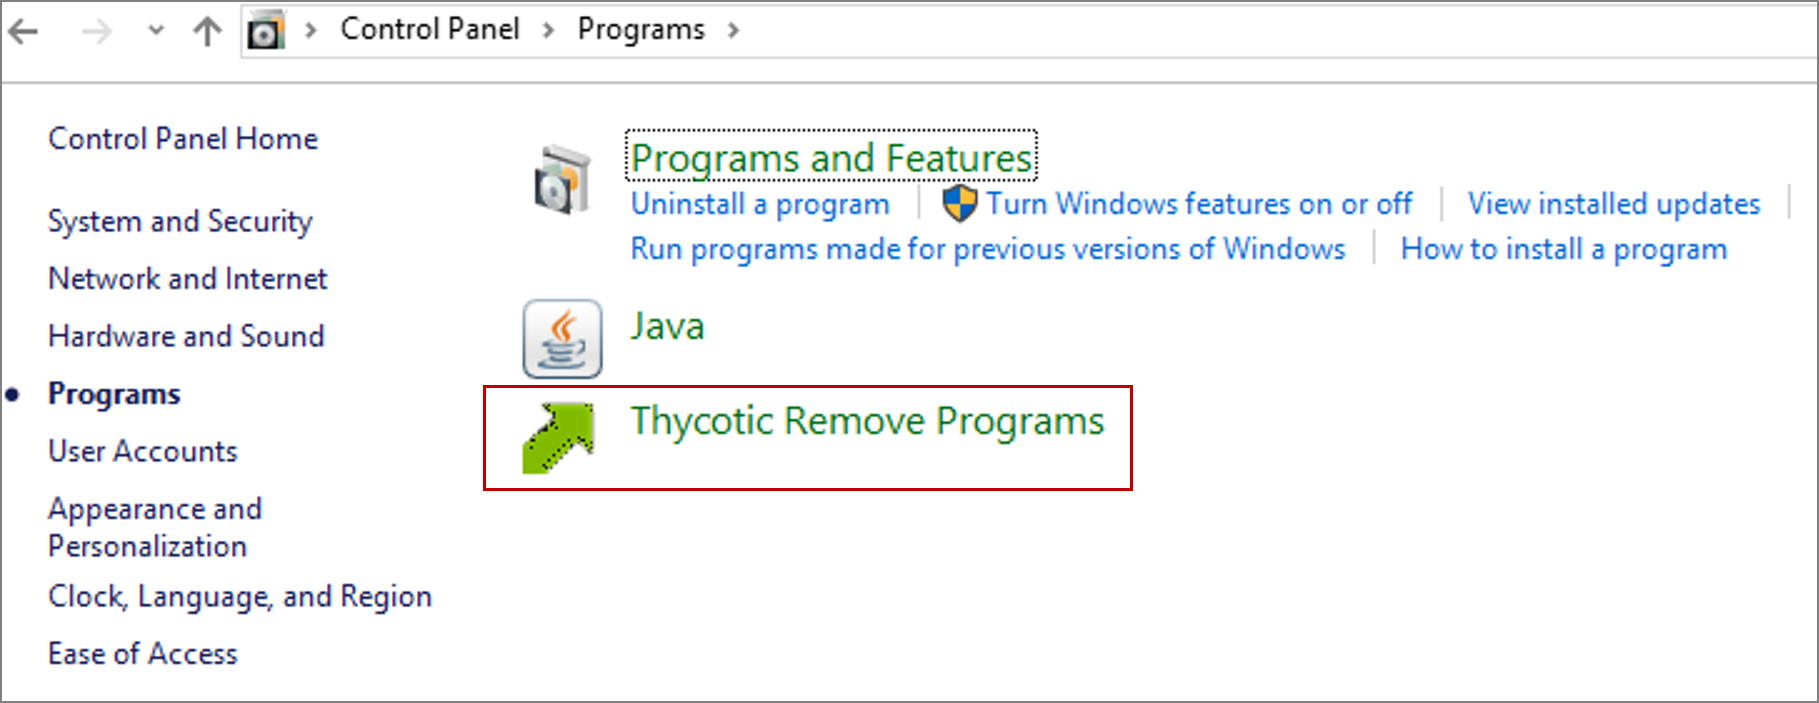 Control Panel > Programs >
Control Panel Home
System and Security
Network and Internet
Hardware and Sound
Programs
User Accounts
Appearance and
Personalization
Clock, Language, and Region
Ease of Access
Programs and Features
Uninstall a program | Turn Windows features on or off | View installed updates |
Run programs made for previous versions of Windows | How to install a program
Java
Thycotic Remove Programs